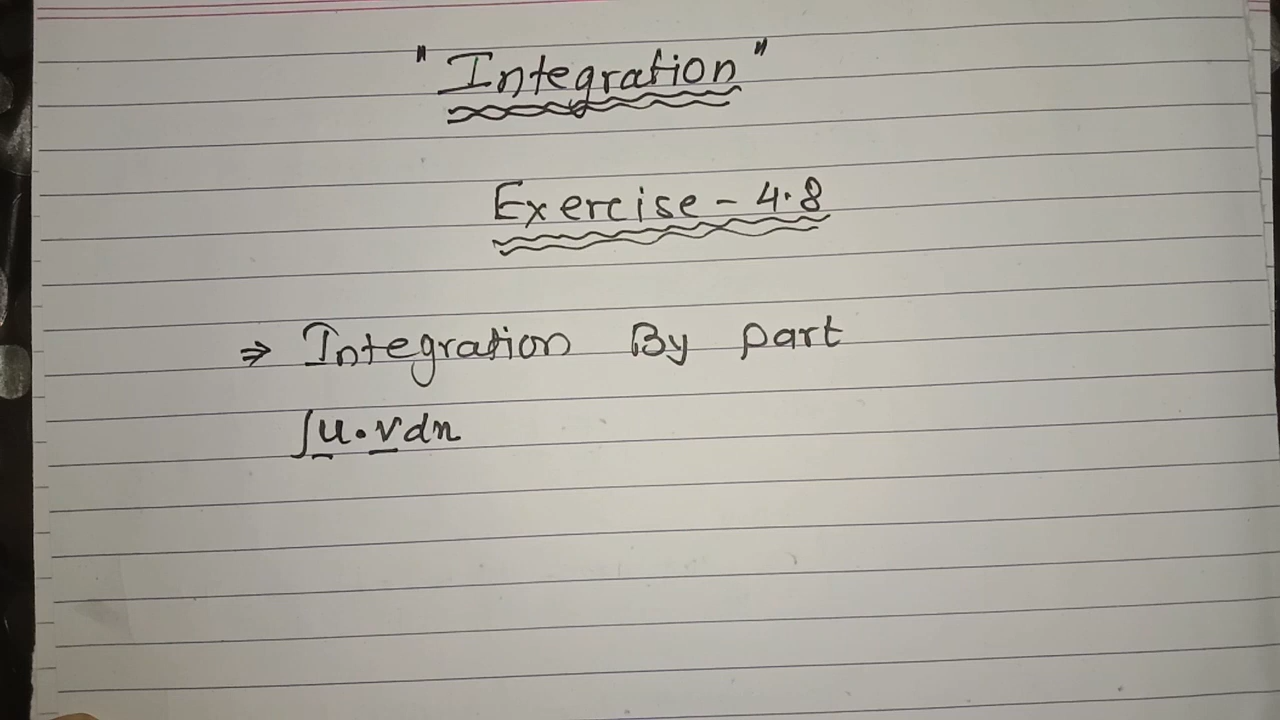 "Integration"
Exercise - 4.8
⇒ Integration By part
∫u.vdx